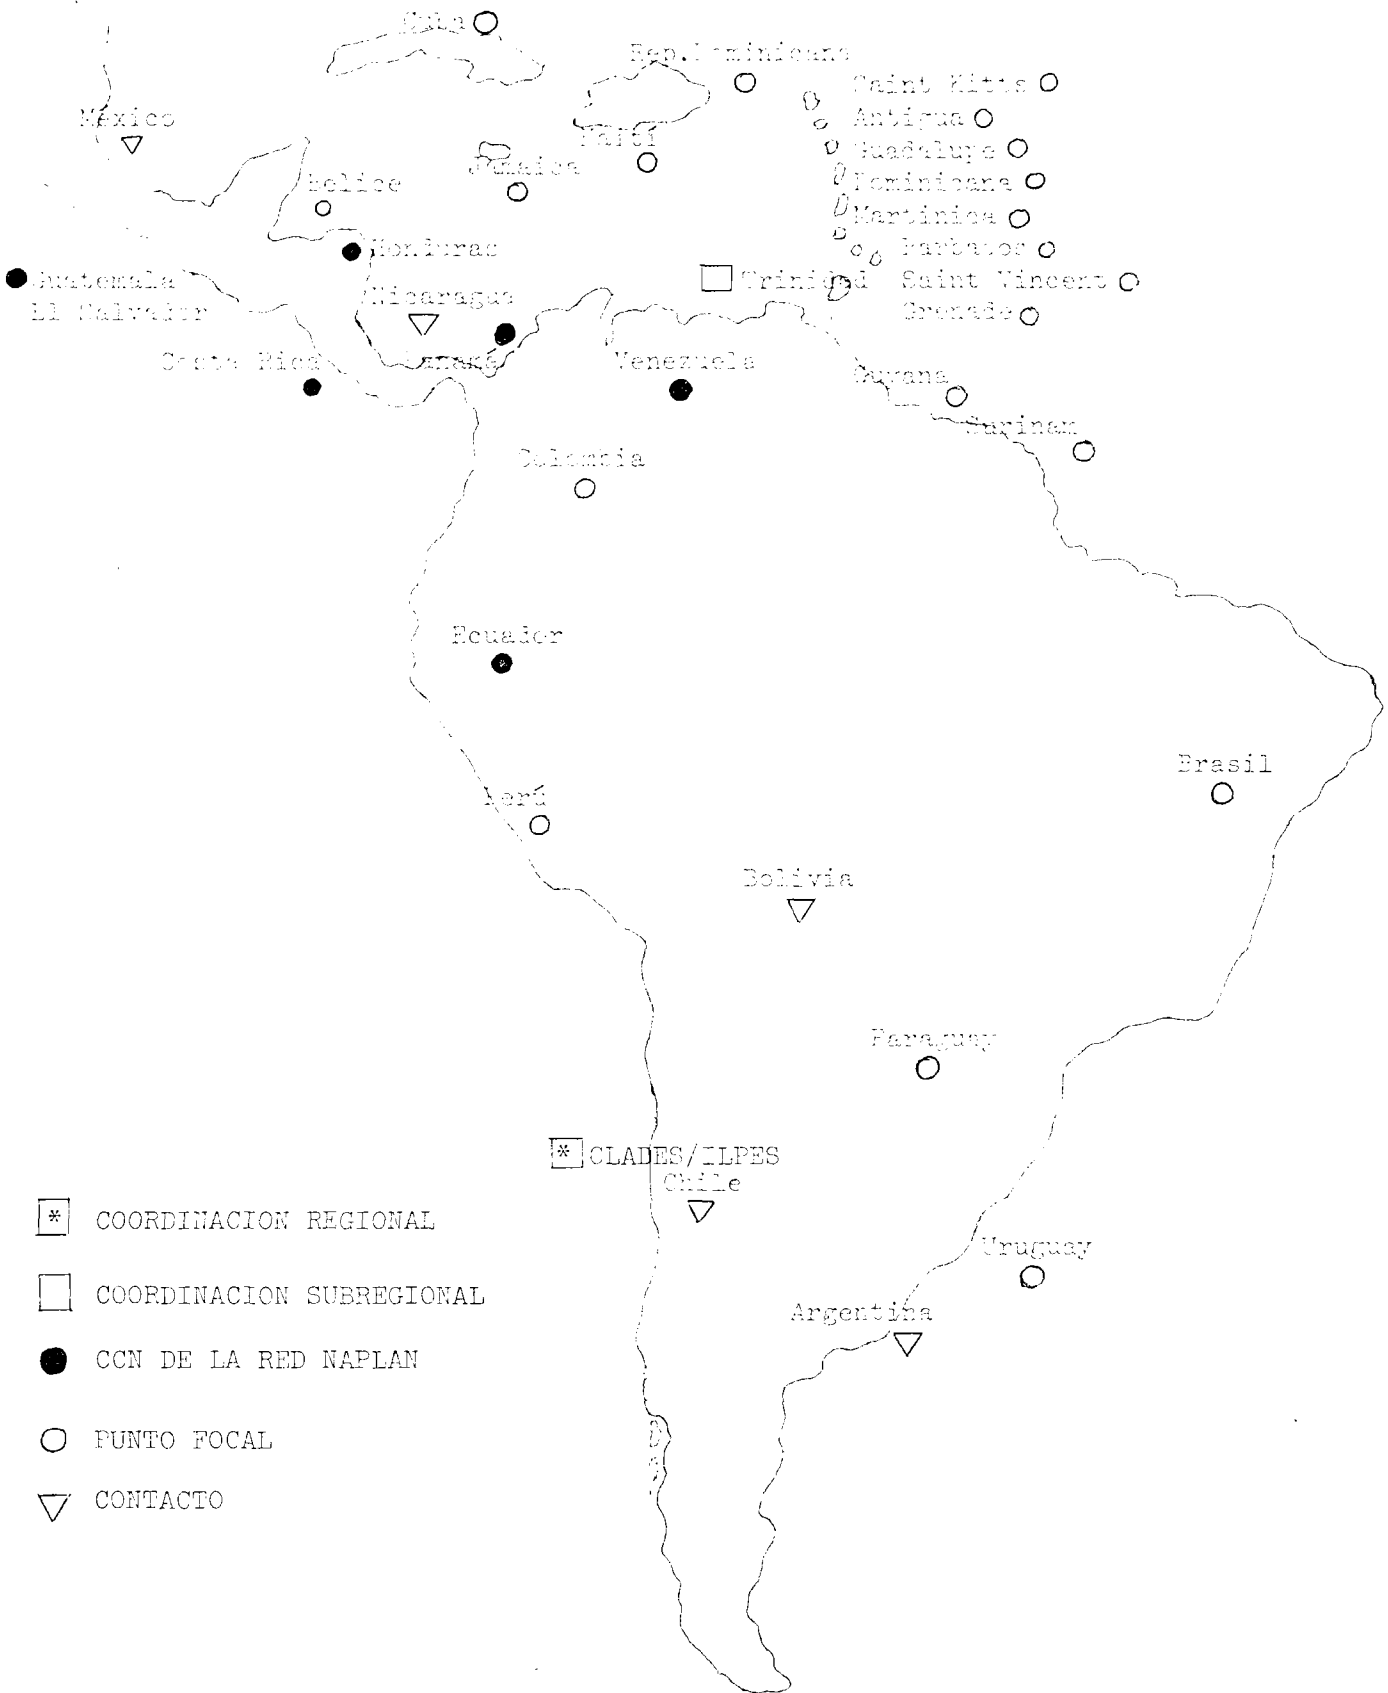 Cuba
Rep.Dominicana
Saint Kitts
México
Antigua
Haití
Guadalupe
Jamaica
Belice
Dominicana
Martinica
Honduras
Barbados
Guatemala
Trinidad
Saint Vincent
El Salvador
Nicaragua
Grenade
Costa Rica
Panamá
Venezuela
Guyana
Surinam
Colombia
Ecuador
Brasil
Perú
Bolivia
Paraguay
* CLADES/ILPES
Chile
* COORDINACION REGIONAL
Uruguay
COORDINACION SUBREGIONAL
Argentina
CCN DE LA RED NAPLAN
PUNTO FOCAL
CONTACTO